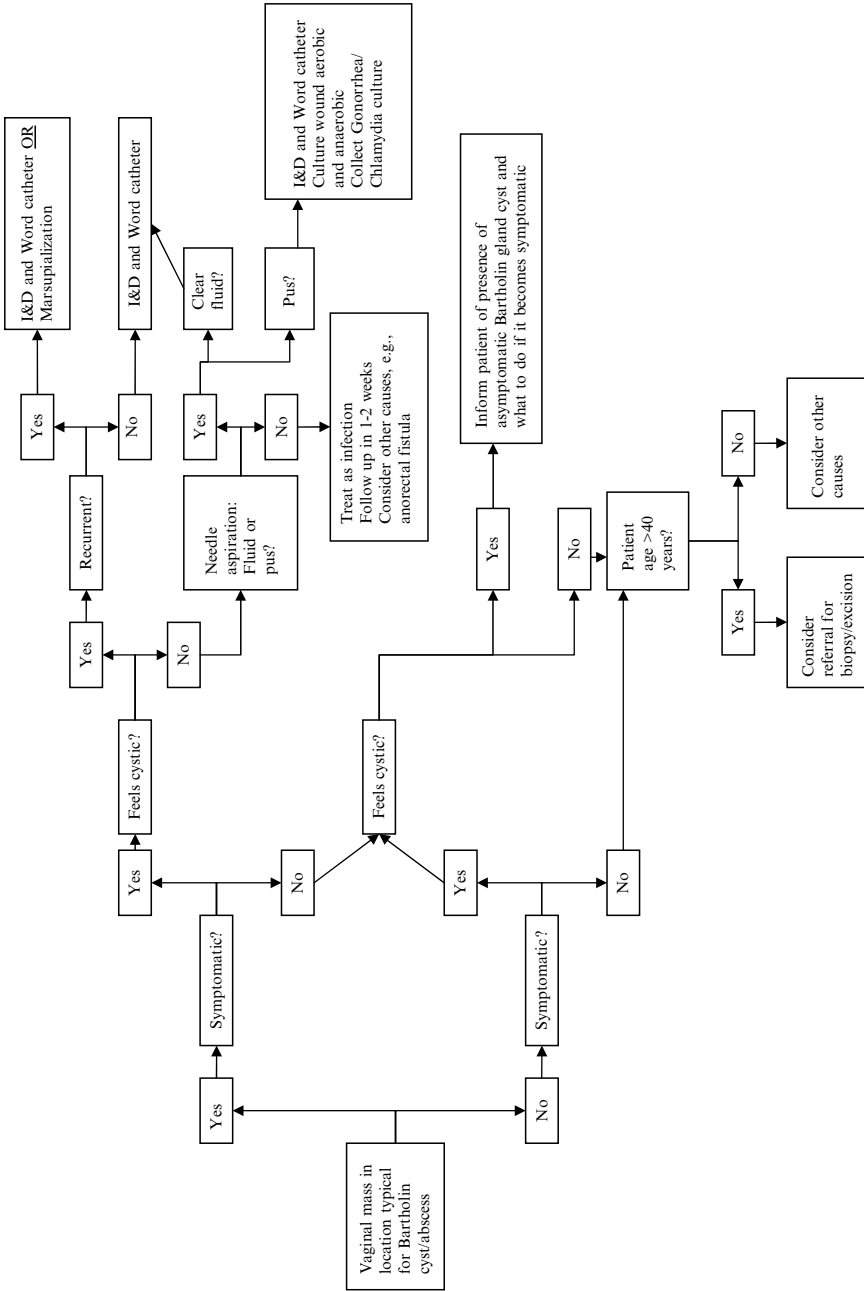 Vaginal mass in
location typical
for Bartholin
cyst/abscess
Yes
No
Symptomatic?
Symptomatic?
Yes
No
Yes
No
Feels cystic?
Feels cystic?
Yes
No
Recurrent?
Needle
aspiration:
Fluid or
pus?
Yes
No
Yes
No
I&D and Word catheter OR
Marsupialization
I&D and Word catheter
Clear
fluid?
Pus?
I&D and Word catheter
Culture wound aerobic
and anaerobic
Collect Gonorrhea/
Chlamydia culture
Treat as infection
Follow up in 1-2 weeks
Consider other causes, e.g.,
anorectal fistula
Yes
No
Inform patient of presence of
asymptomatic Bartholin gland cyst and
what to do if it becomes symptomatic
Patient
age >40
years?
Yes
No
Consider
referral for
biopsy/excision
Consider other
causes